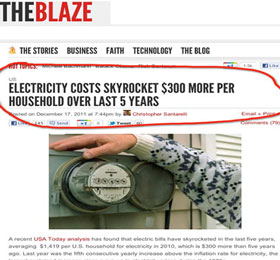 THEBLAZE
THE STORIES BUSINESS FAITH TECHNOLOGY THE BLOG
HOT TOPICS:
US
ELECTRICITY COSTS SKYROCKET $300 MORE PER
HOUSEHOLD OVER LAST 5 YEARS
Posted on December 17, 2011 at 7:44pm by Christopher Santarelli
Email + Print
Like 141 Send Tweet Comments
A recent USA Today analysis has found that electric bills have skyrocketed in the last five years,
averaging $1,419 per U.S. household for electricity in 2010, which is $300 more than five years
ago. Last year was the fifth consecutive yearly increase above the inflation rate for electricity, the